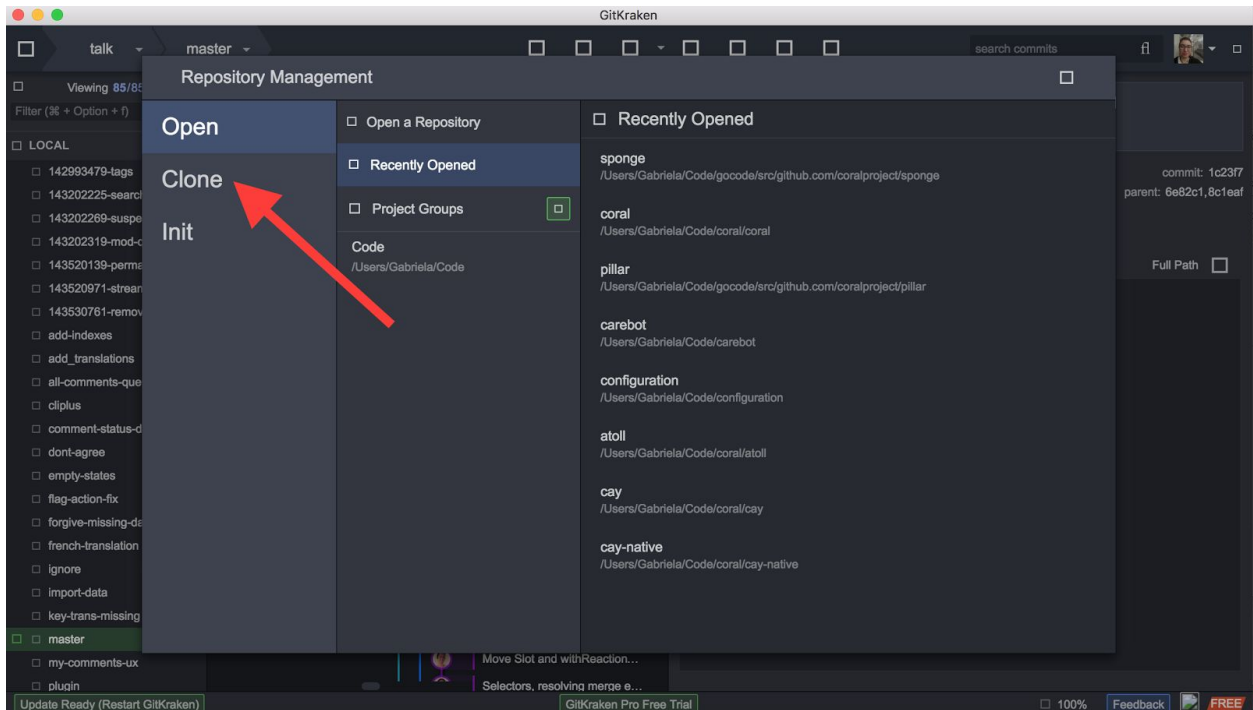 GitKraken
talk
master
search commits
Repository Management
Viewing 85/85
Filter (⌘ + Option + f)
LOCAL
142993479-tags
143202225-search
143202269-suspe
143202319-mod-c
143520139-perma
143520971-stream
143530761-remov
add-indexes
add_translations
all-comments-que
cliplus
comment-status-d
dont-agree
empty-states
flag-action-fix
forgive-missing-da
french-translation
ignore
import-data
key-trans-missing
master
my-comments-ux
plugin
Open
Clone
Init
Open a Repository
Recently Opened
Project Groups
Code
/Users/Gabriela/Code
Recently Opened
sponge
/Users/Gabriela/Code/gocode/src/github.com/coralproject/sponge
coral
/Users/Gabriela/Code/coral/coral
pillar
/Users/Gabriela/Code/gocode/src/github.com/coralproject/pillar
carebot
/Users/Gabriela/Code/carebot
configuration
/Users/Gabriela/Code/configuration
atoll
/Users/Gabriela/Code/coral/atoll
cay
/Users/Gabriela/Code/coral/cay
cay-native
/Users/Gabriela/Code/coral/cay-native
commit: 1c23f7
parent: 6e82c1,8c1eaf
Full Path
Move Slot and withReaction...
Selectors, resolving merge e...
Update Ready (Restart GitKraken)
GitKraken Pro Free Trial
100%
Feedback
FREE